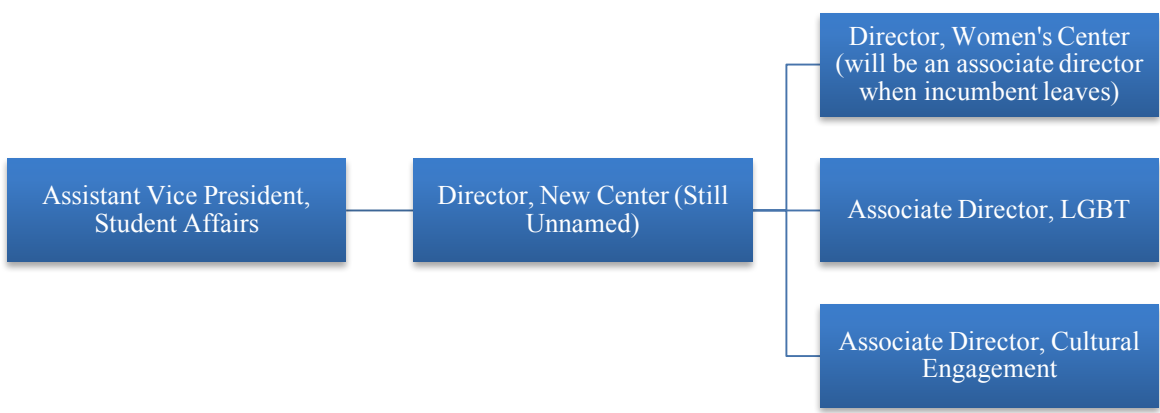 Assistant Vice President,
Student Affairs
Director, New Center (Still
Unnamed)
Director, Women's Center
(will be an associate director
when incumbent leaves)
Associate Director, LGBT
Associate Director, Cultural
Engagement